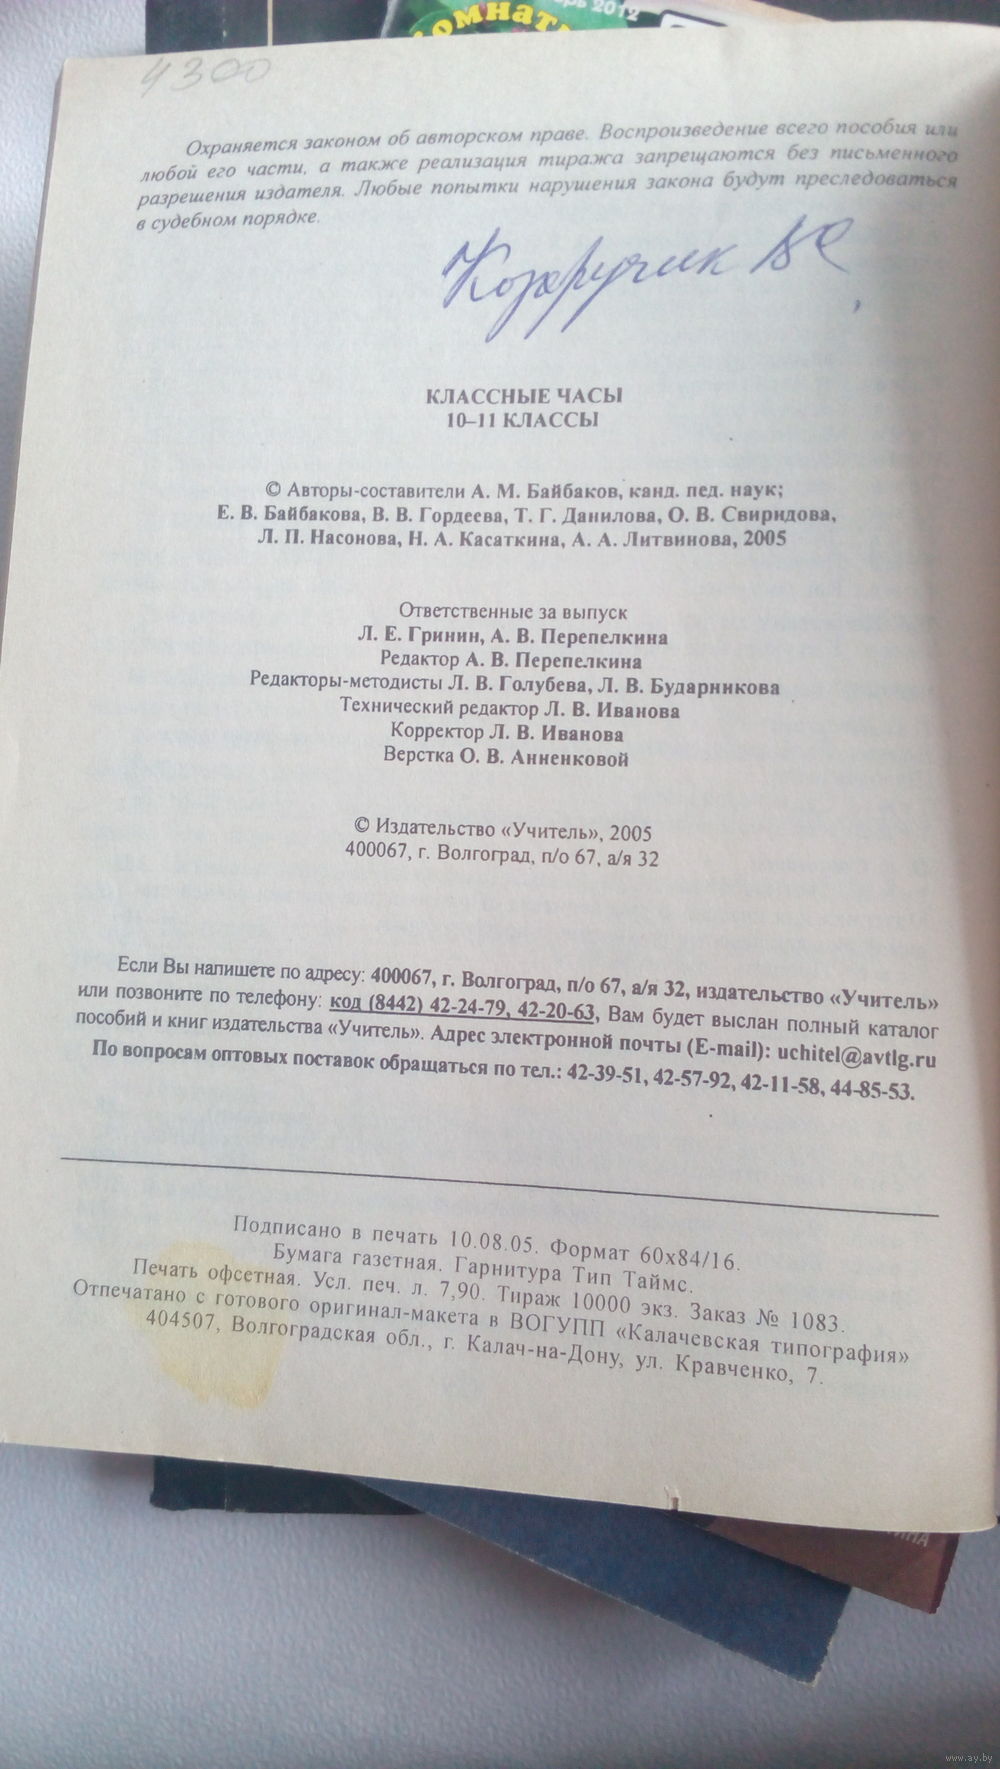 4300
Охраняется законом об авторском праве. Воспроизведение всего пособия или
любой его части, а также реализация тиража запрещаются без письменного
разрешения издателя. Любые попытки нарушения закона будут преследоваться
в судебном порядке.
КЛАССНЫЕ ЧАСЫ
10–11 КЛАССЫ
© Авторы-составители А. М. Байбаков, канд. пед. наук;
Е. В. Байбакова, В. В. Гордеева, Т. Г. Данилова, О. В. Свиридова,
Л. П. Насонова, Н. А. Касаткина, А. А. Литвинова, 2005
Ответственные за выпуск
Л. Е. Гринин, А. В. Перепелкина
Редактор А. В. Перепелкина
Редакторы-методисты Л. В. Голубева, Л. В. Бударникова
Технический редактор Л. В. Иванова
Корректор Л. В. Иванова
Верстка О. В. Анненковой
© Издательство «Учитель», 2005
400067, г. Волгоград, п/о 67, а/я 32
Если Вы напишете по адресу: 400067, г. Волгоград, п/о 67, а/я 32, издательство «Учитель»
или позвоните по телефону: код (8442) 42-24-79, 42-20-63, Вам будет выслан полный каталог
пособий и книг издательства «Учитель». Адрес электронной почты (E-mail): uchitel@avtlg.ru
По вопросам оптовых поставок обращаться по тел.: 42-39-51, 42-57-92, 42-11-58, 44-85-53.
Подписано в печать 10.08.05. Формат 60х84/16.
Бумага газетная. Гарнитура Тип Таймс.
Печать офсетная. Усл. печ. л. 7,90. Тираж 10000 экз. Заказ № 1083.
Отпечатано с готового оригинал-макета в ВОГУПП «Калачевская типография»
404507, Волгоградская обл., г. Калач-на-Дону, ул. Кравченко, 7.
www.ay.by